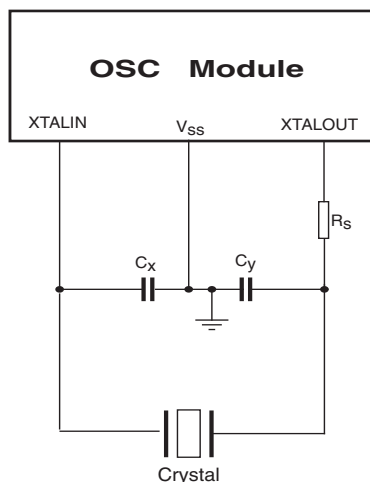 OSC Module
XTALIN
Vss
XTALOUT
Rs
Cx
Cy
Crystal